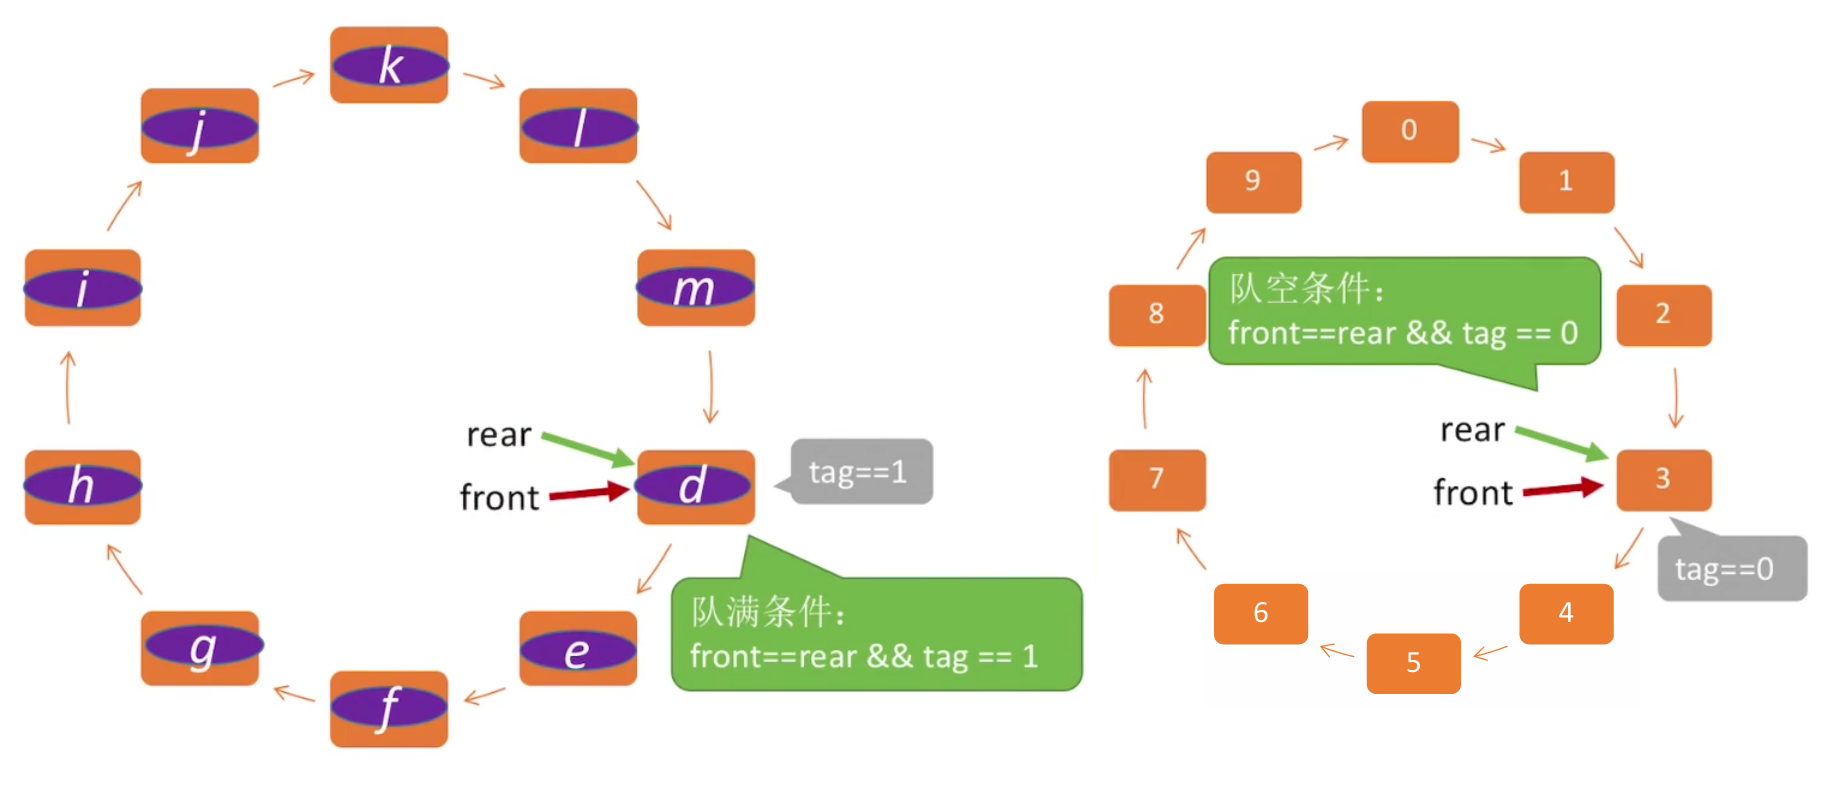 k
j
l
i
m
rear
front
d
tag==1
h
g
e
f
队满条件：
front==rear && tag == 1
0
9
1
8
队空条件：
front==rear && tag == 0
2
rear
front
7
3
tag==0
6
4
5